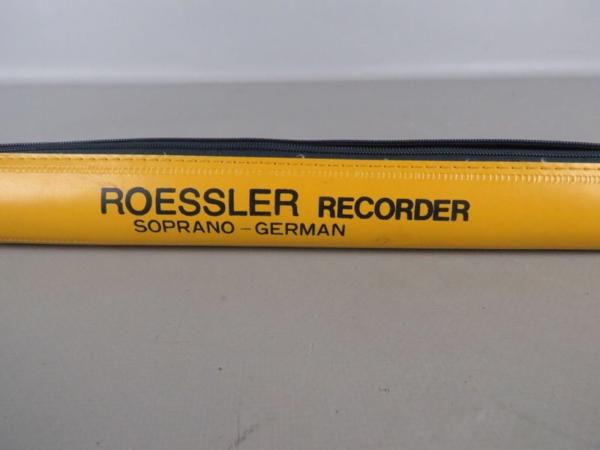 ROESSLER RECORDER
SOPRANO – GERMAN